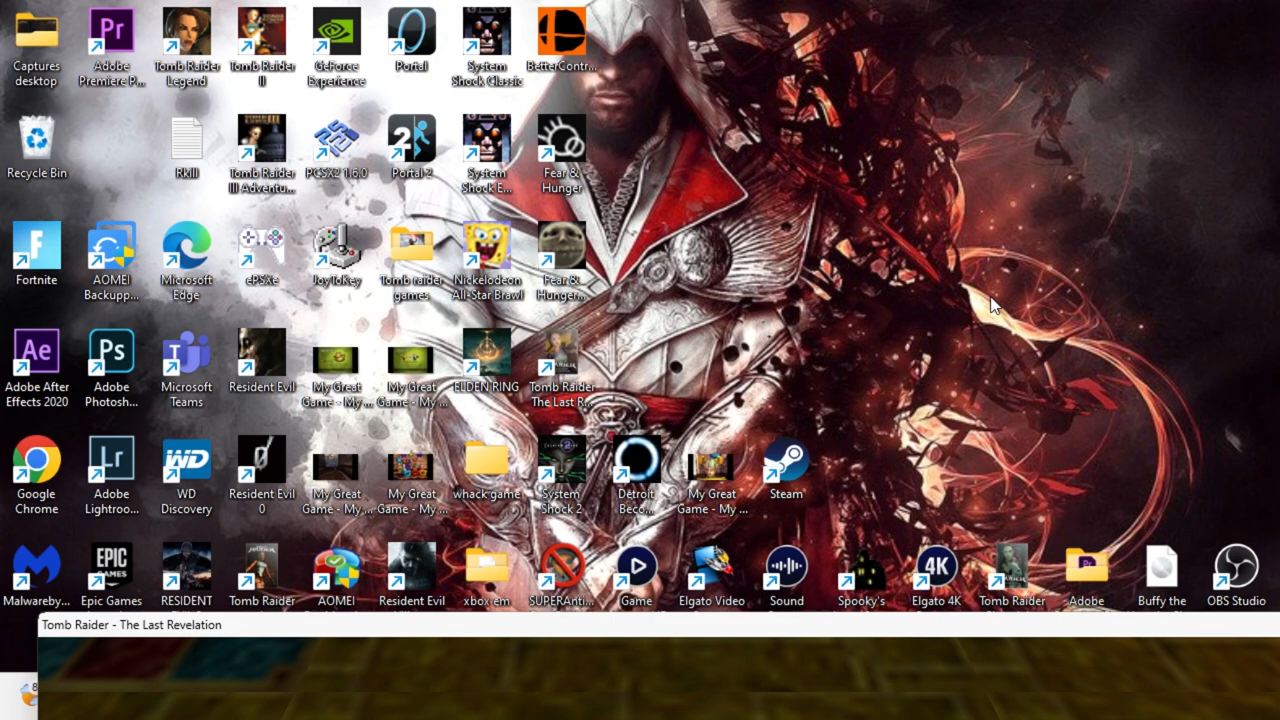 Captures
desktop
Adobe
Premiere P...
Tomb Raider
Legend
Tomb Raider
II
GeForce
Experience
Portal
System
Shock Classic
BetterContr...
Recycle Bin
RKill
Tomb Raider
III Adventu...
PCSX2 1.6.0
Portal 2
System
Shock E...
Fear &
Hunger
Fortnite
AOMEI
Backupp...
Microsoft
Edge
ePSXe
JoyToKey
Tomb raider
games
Nickelodeon
All-Star Brawl
Fear &
Hunger...
Adobe After
Effects 2020
Adobe
Photosh...
Microsoft
Teams
Resident Evil
My Great
Game - My ...
My Great
Game - My ...
ELDEN RING
Tomb Raider
The Last R...
Google
Chrome
Adobe
Lightroo...
WD
Discovery
Resident Evil
0
My Great
Game - My ...
My Great
Game - My ...
whack game
System
Shock 2
Detroit
Beco...
My Great
Game - My ...
Steam
Malwareby...
Epic Games
RESIDENT
Tomb Raider
AOMEI
Resident Evil
xbox em
SUPERAnti...
Game
Elgato Video
Sound
Spooky's
Elgato 4K
Tomb Raider
Adobe
Buffy the
OBS Studio
Tomb Raider - The Last Revelation
8